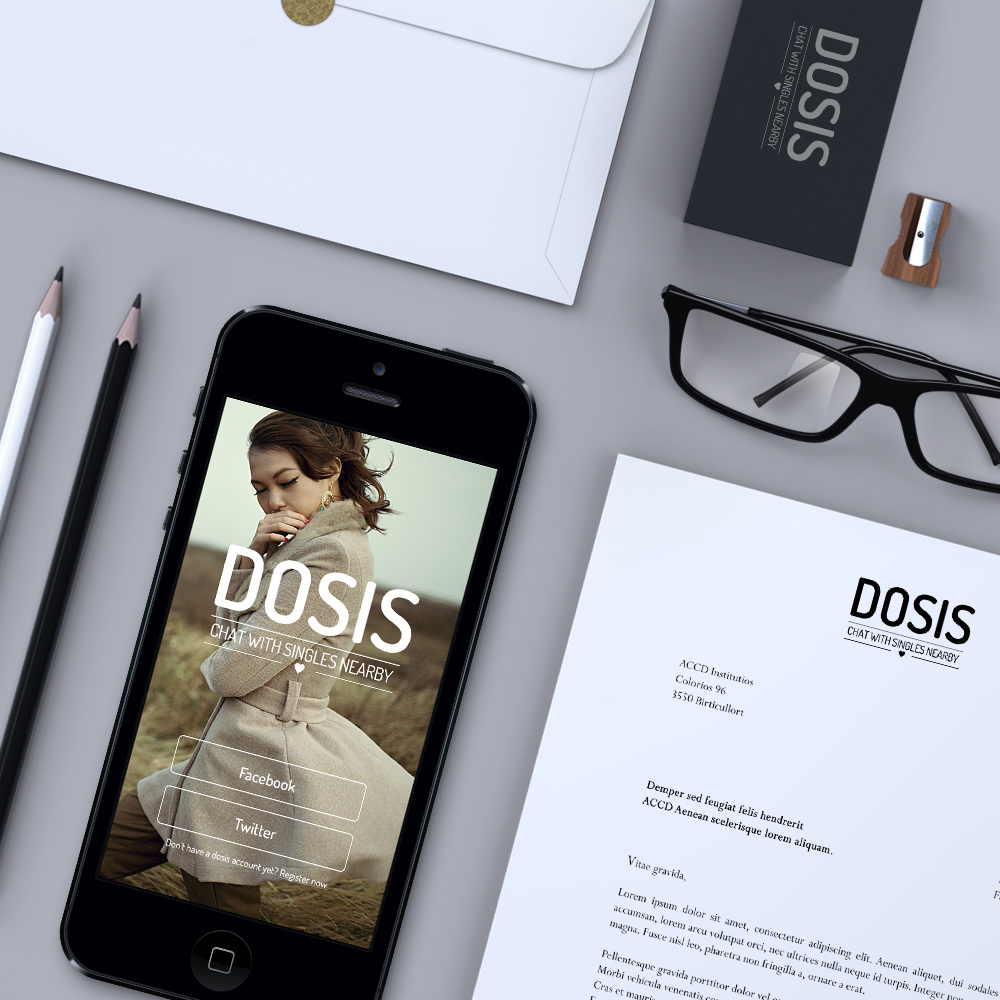 DOSIS
CHAT WITH SINGLES NEARBY
DOSIS
CHAT WITH SINGLES NEARBY
Facebook
Twitter
Don't have a dosis account yet? Register now
DOSIS
CHAT WITH SINGLES NEARBY
ACCD Institutios
Colorios 96
3550 Birticullort
Demper sed feugiat felis hendrerit
ACCD Aenean scelerisque lorem aliquam.
Vitae gravida,
Lorem ipsum dolor sit amet, consectetur adipiscing elit. Aenean aliquet, dui sodales
accumsan, lorem arcu volutpat orci, nec ultrices nulla neque id turpis. Integer non
magna. Fusce nisl leo, pharetra non fringilla a, ornare a erat.
Pellentesque gravida porttitor dolor vel
Morbi vehicula venenatis
Cras et mauris